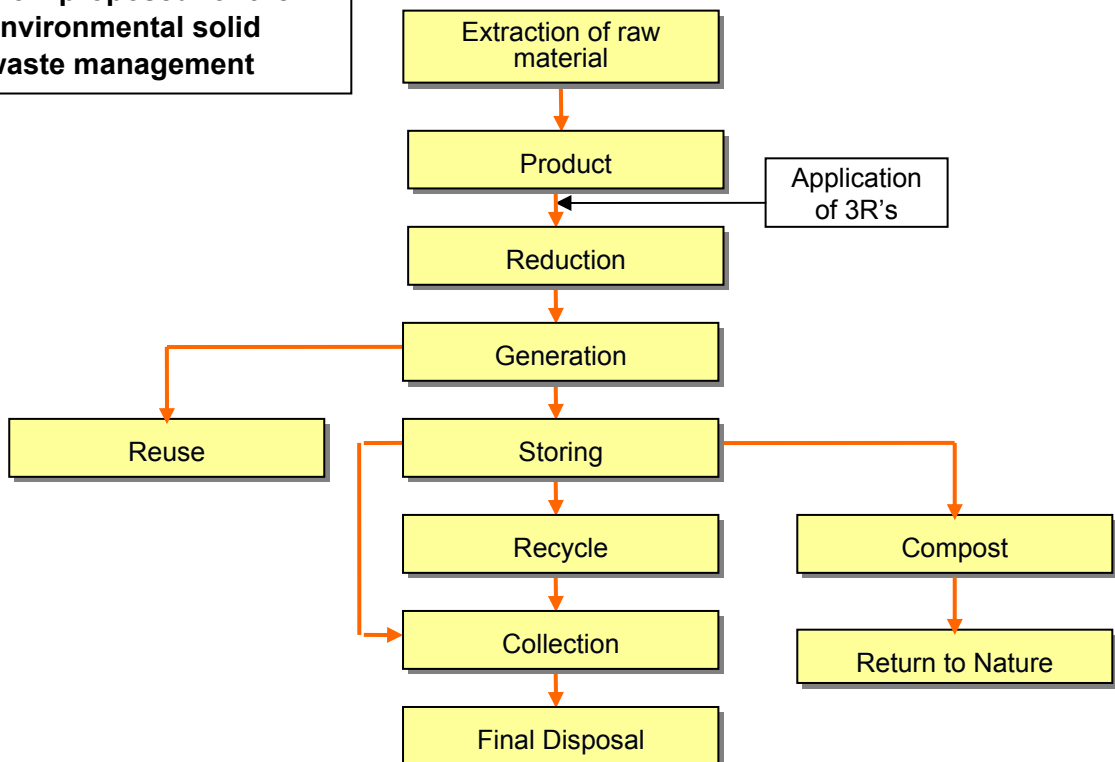 proposed
nvironmental solid
waste management
Extraction of raw
material
Product
Application
of 3R's
Reduction
Generation
Reuse
Storing
Recycle
Compost
Collection
Return to Nature
Final Disposal